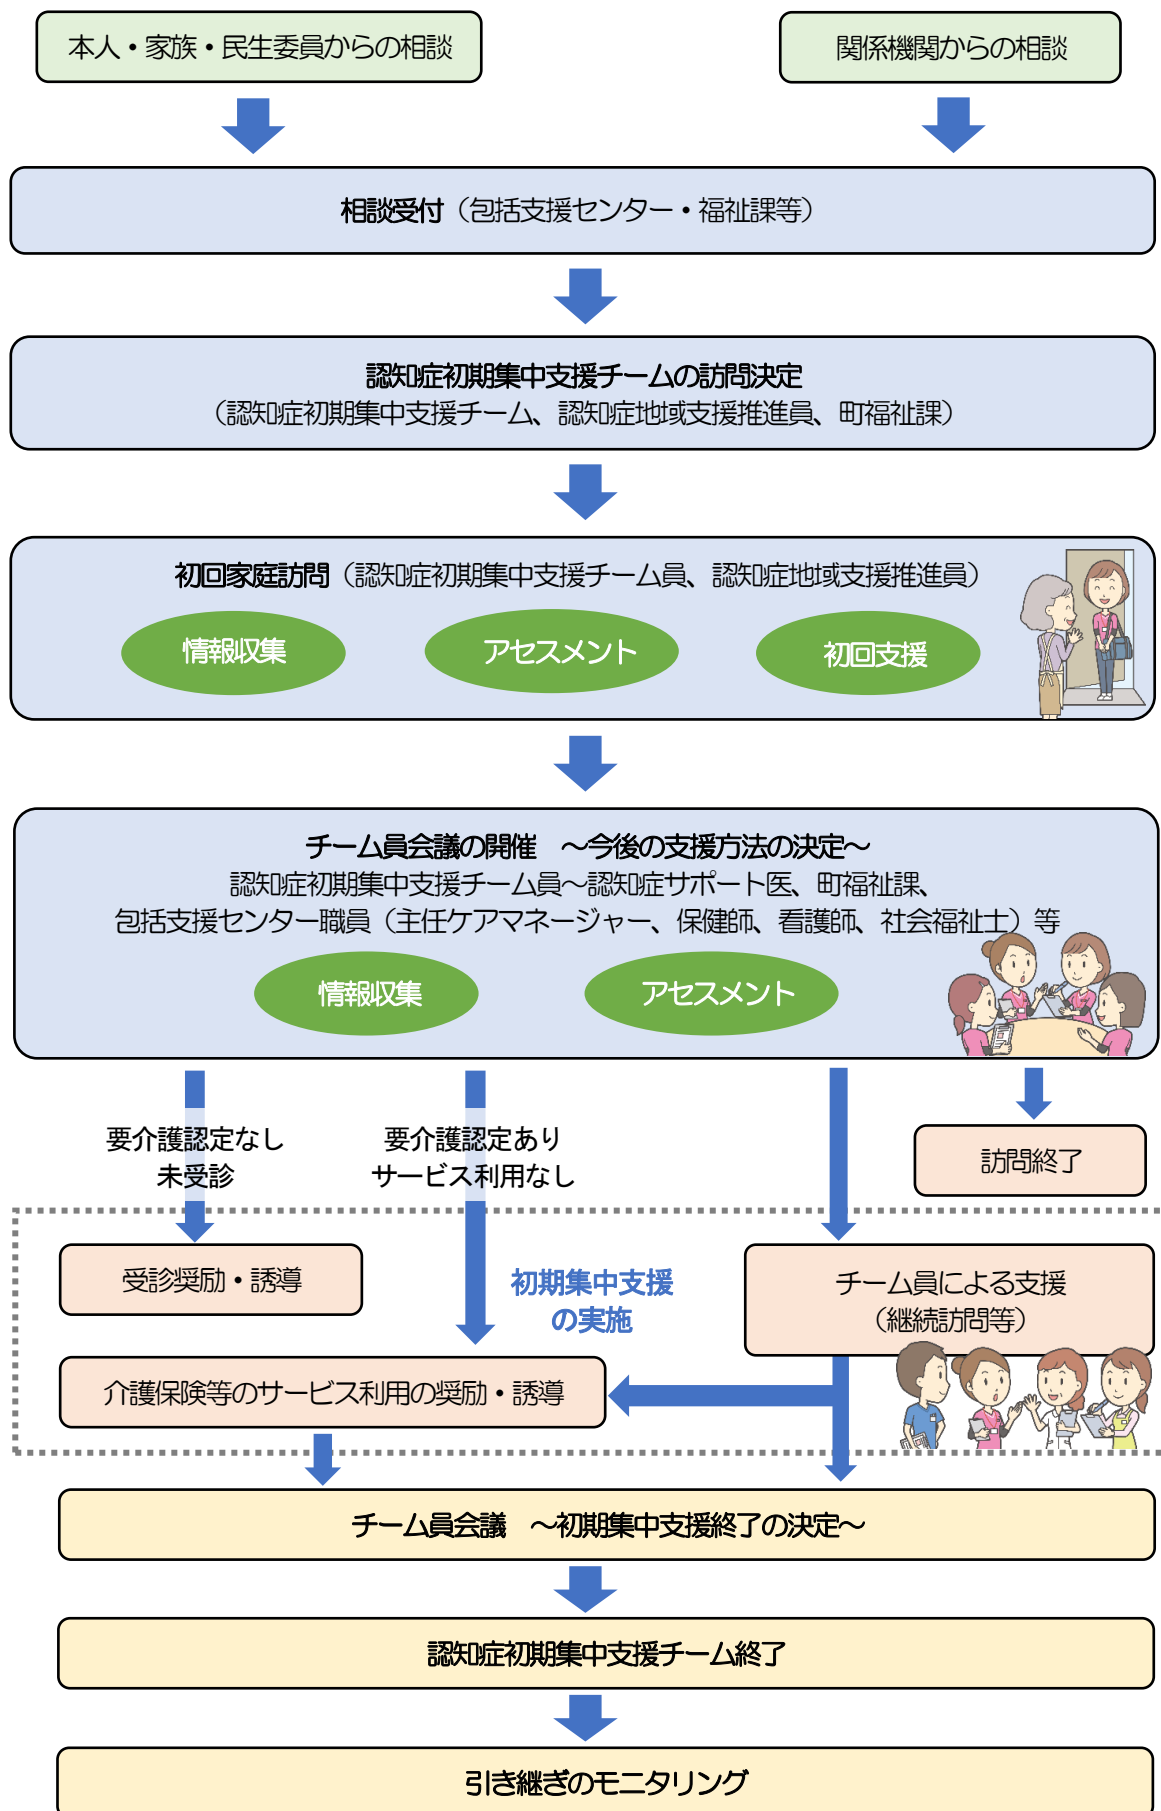 本人・家族・民生委員からの相談
関係機関からの相談
相談受付（包括支援センター・福祉課等）
認知症初期集中支援チームの訪問決定
（認知症初期集中支援チーム、認知症地域支援推進員、町福祉課）
初回家庭訪問（認知症初期集中支援チーム員、認知症地域支援推進員）
情報収集
アセスメント
初回支援
チーム員会議の開催　～今後の支援方法の決定～
認知症初期集中支援チーム員～認知症サポート医、町福祉課、
包括支援センター職員（主任ケアマネージャー、保健師、看護師、社会福祉士）等
情報収集
アセスメント
要介護認定なし
未受診
要介護認定あり
サービス利用なし
訪問終了
受診奨励・誘導
初期集中支援
の実施
チーム員による支援
（継続訪問等）
介護保険等のサービス利用の奨励・誘導
チーム員会議　～初期集中支援終了の決定～
認知症初期集中支援チーム終了
引き継ぎのモニタリング